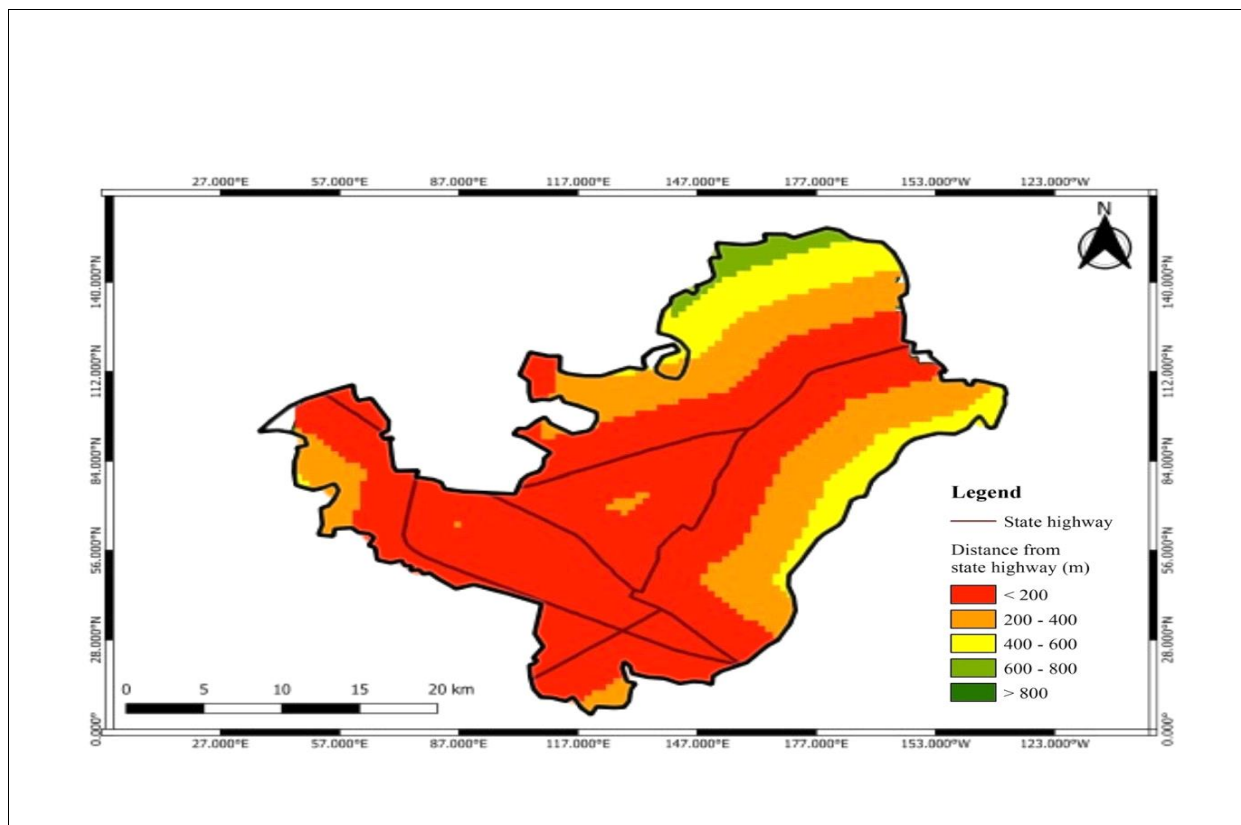 27.000°E 57.000°E 87.000°E 117.000°E 147.000°E 177.000°E 153.000°W 123.000°W
N
140.000°N
112.000°N
84.000°N
56.000°N
28.000°N
0.000°
140.000°N
112.000°N
84.000°N
56.000°N
28.000°N
0.000°
Legend
State highway
Distance from
state highway (m)
< 200
200 - 400
400 - 600
600 - 800
> 800
0 5 10 15 20 km
27.000°E 57.000°E 87.000°E 117.000°E 147.000°E 177.000°E 153.000°W 123.000°W